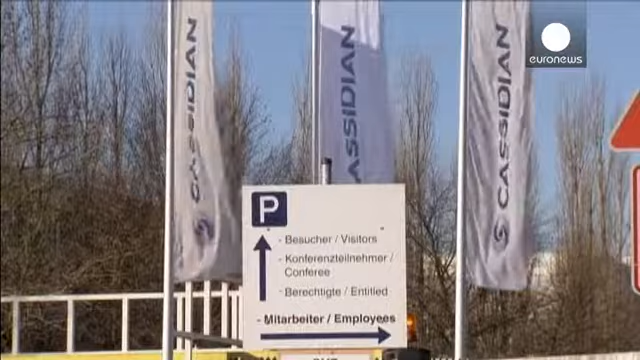 CASSIDIAN
CASSIDIAN
CASSIDIAN
euronews
P
- Besucher / Visitors
- Konferenzteilnehmer /
Conferee
- Berechtigte / Entitled
- Mitarbeiter / Employees